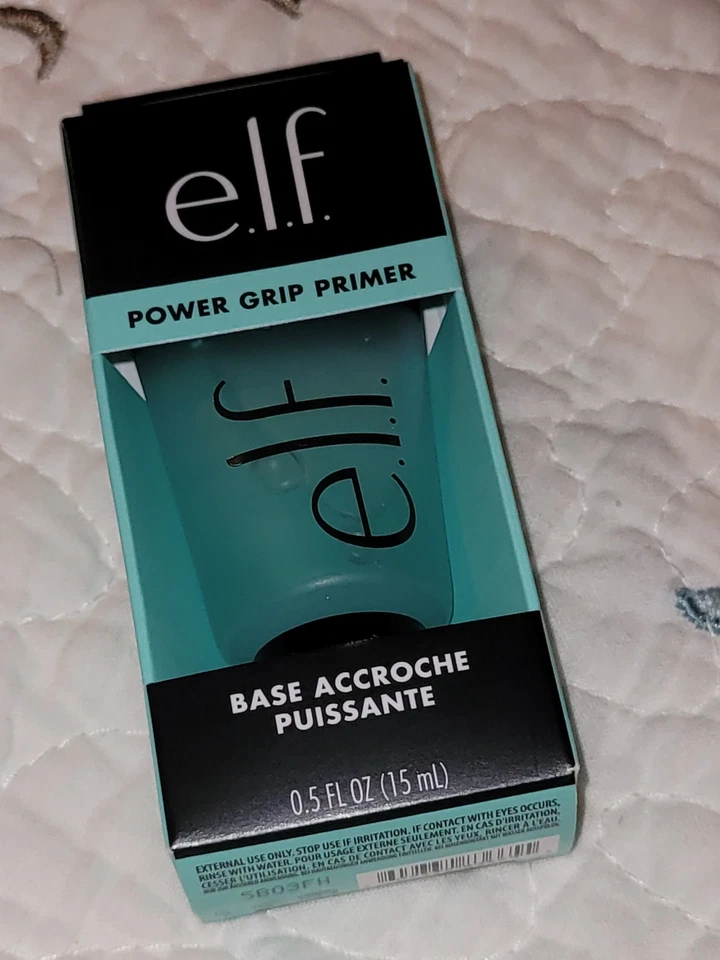 e.l.f.
POWER GRIP PRIMER
e.l.f.
BASE ACCROCHE
PUISSANTE
0.5 FL OZ (15 mL)
EXTERNAL USE ONLY. STOP USE IF IRRITATION. IF CONTACT WITH EYES OCCURS,
RINSE WITH WATER. POUR USAGE EXTERNE SEULEMENT. EN CAS D'IRRITATION,
CESSER L'UTILISATION. EN CAS DE CONTACT AVEC LES YEUX, RINCER À L'EAU.
5B03FH